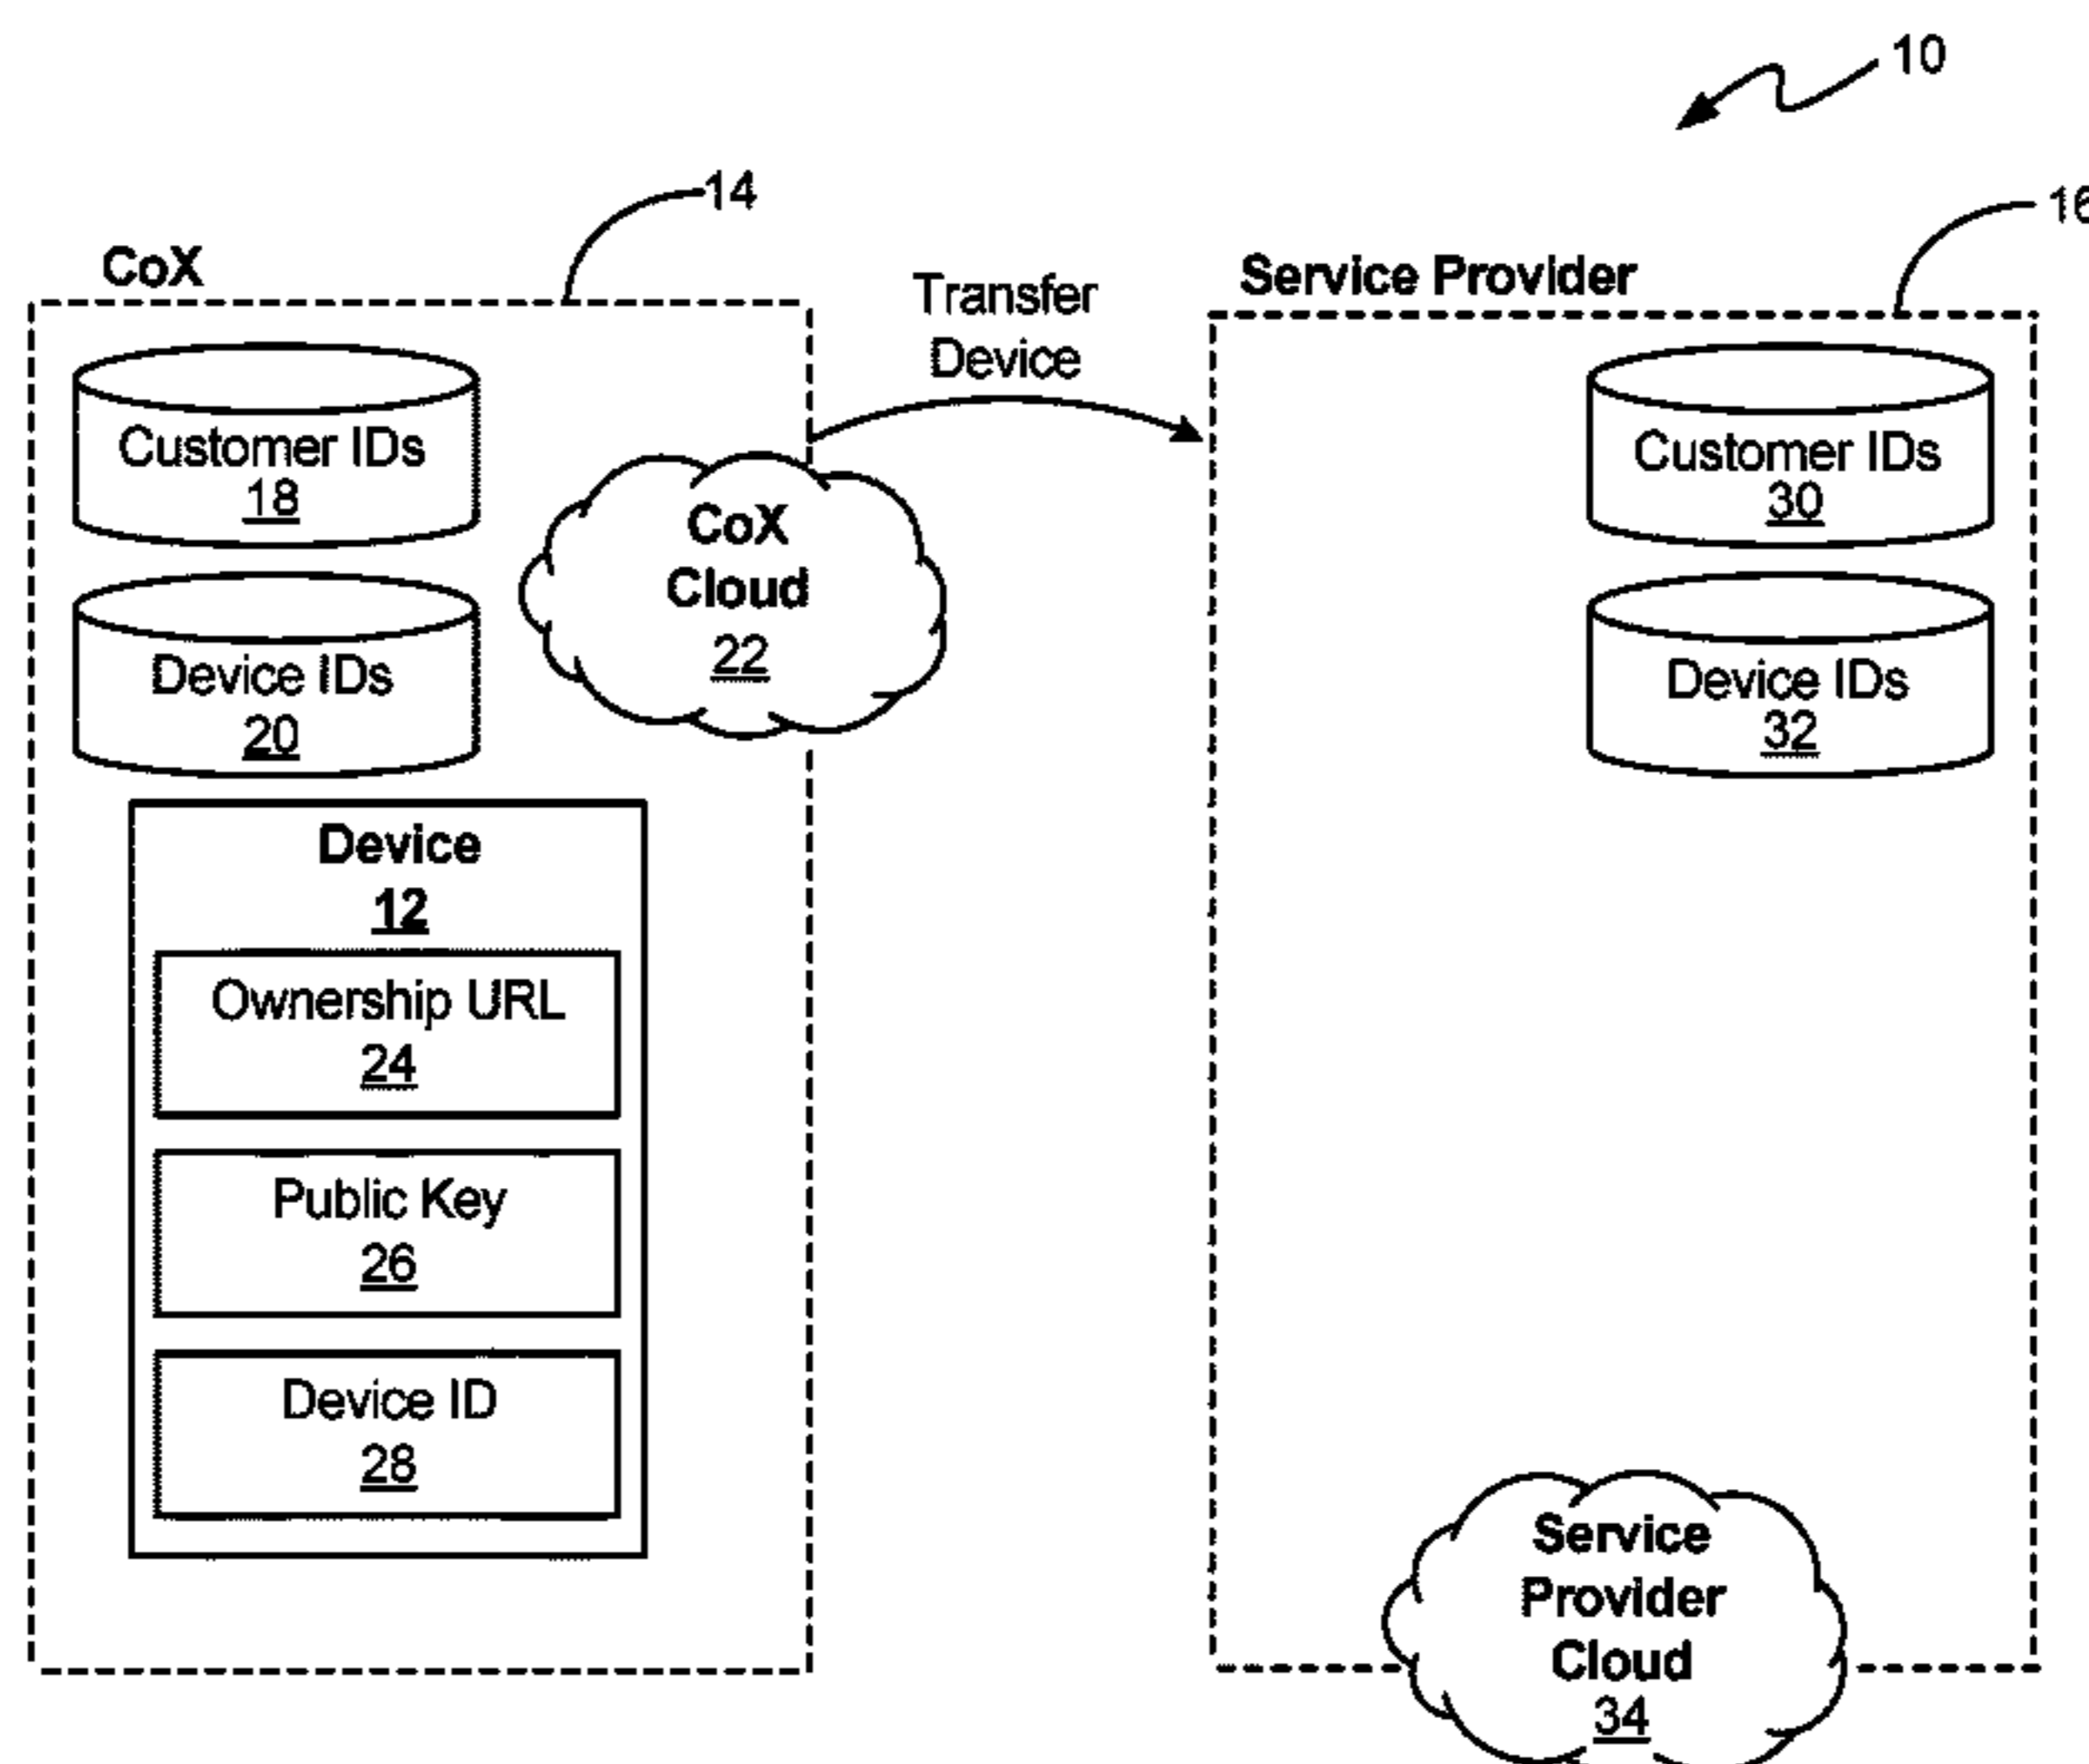 10
14
16
CoX
Transfer
Device
Service Provider
Customer IDs
18
Device IDs
20
CoX
Cloud
22
Device
12
Ownership URL
24
Public Key
26
Device ID
28
Customer IDs
30
Device IDs
32
Service
Provider
Cloud
34